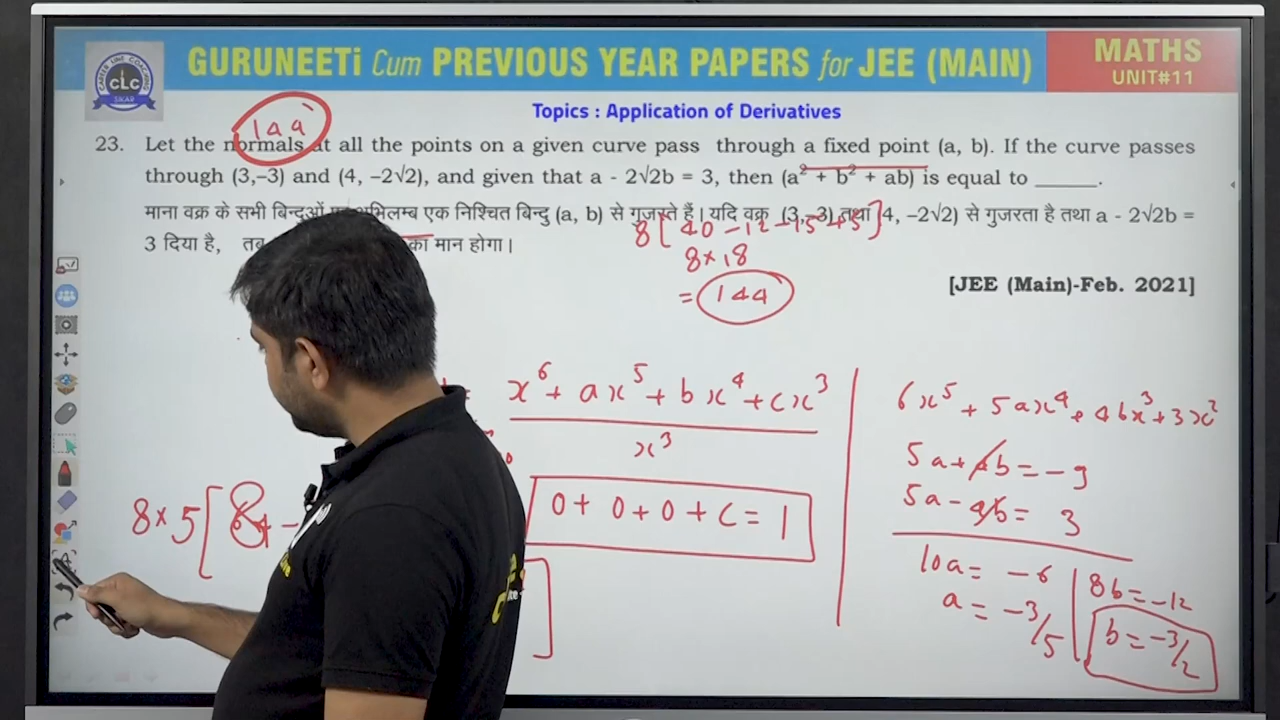 CLC
SIKAR
GURUNEETi Cum PREVIOUS YEAR PAPERS for JEE (MAIN)
MATHS
UNIT#11
Topics : Application of Derivatives
144
23. Let the normals at all the points on a given curve pass through a fixed point (a, b). If the curve passes
through (3,–3) and (4, –2√2), and given that a - 2√2b = 3, then (a² + b² + ab) is equal to _____.
माना वक्र के सभी बिन्दुओं अभिलम्ब एक निश्चित बिन्दु (a, b) से गुजरते हैं। यदि वक्र (3,–3) तथा (4, –2√2) से गुजरता है तथा a - 2√2b =
3 दिया है, तब का मान होगा।
8[40-12-15+5]
8×18
= 144
[JEE (Main)-Feb. 2021]
x⁶ + ax⁵ + bx⁴ + cx³
x³
0 + 0 + 0 + c = 1
8×5[
6x⁵ + 5ax⁴ + 4bx³ + 3x²
5a + 4b = -9
5a - 4b = 3
10a = -6
a = -3/5
8b = -12
b = -3/2